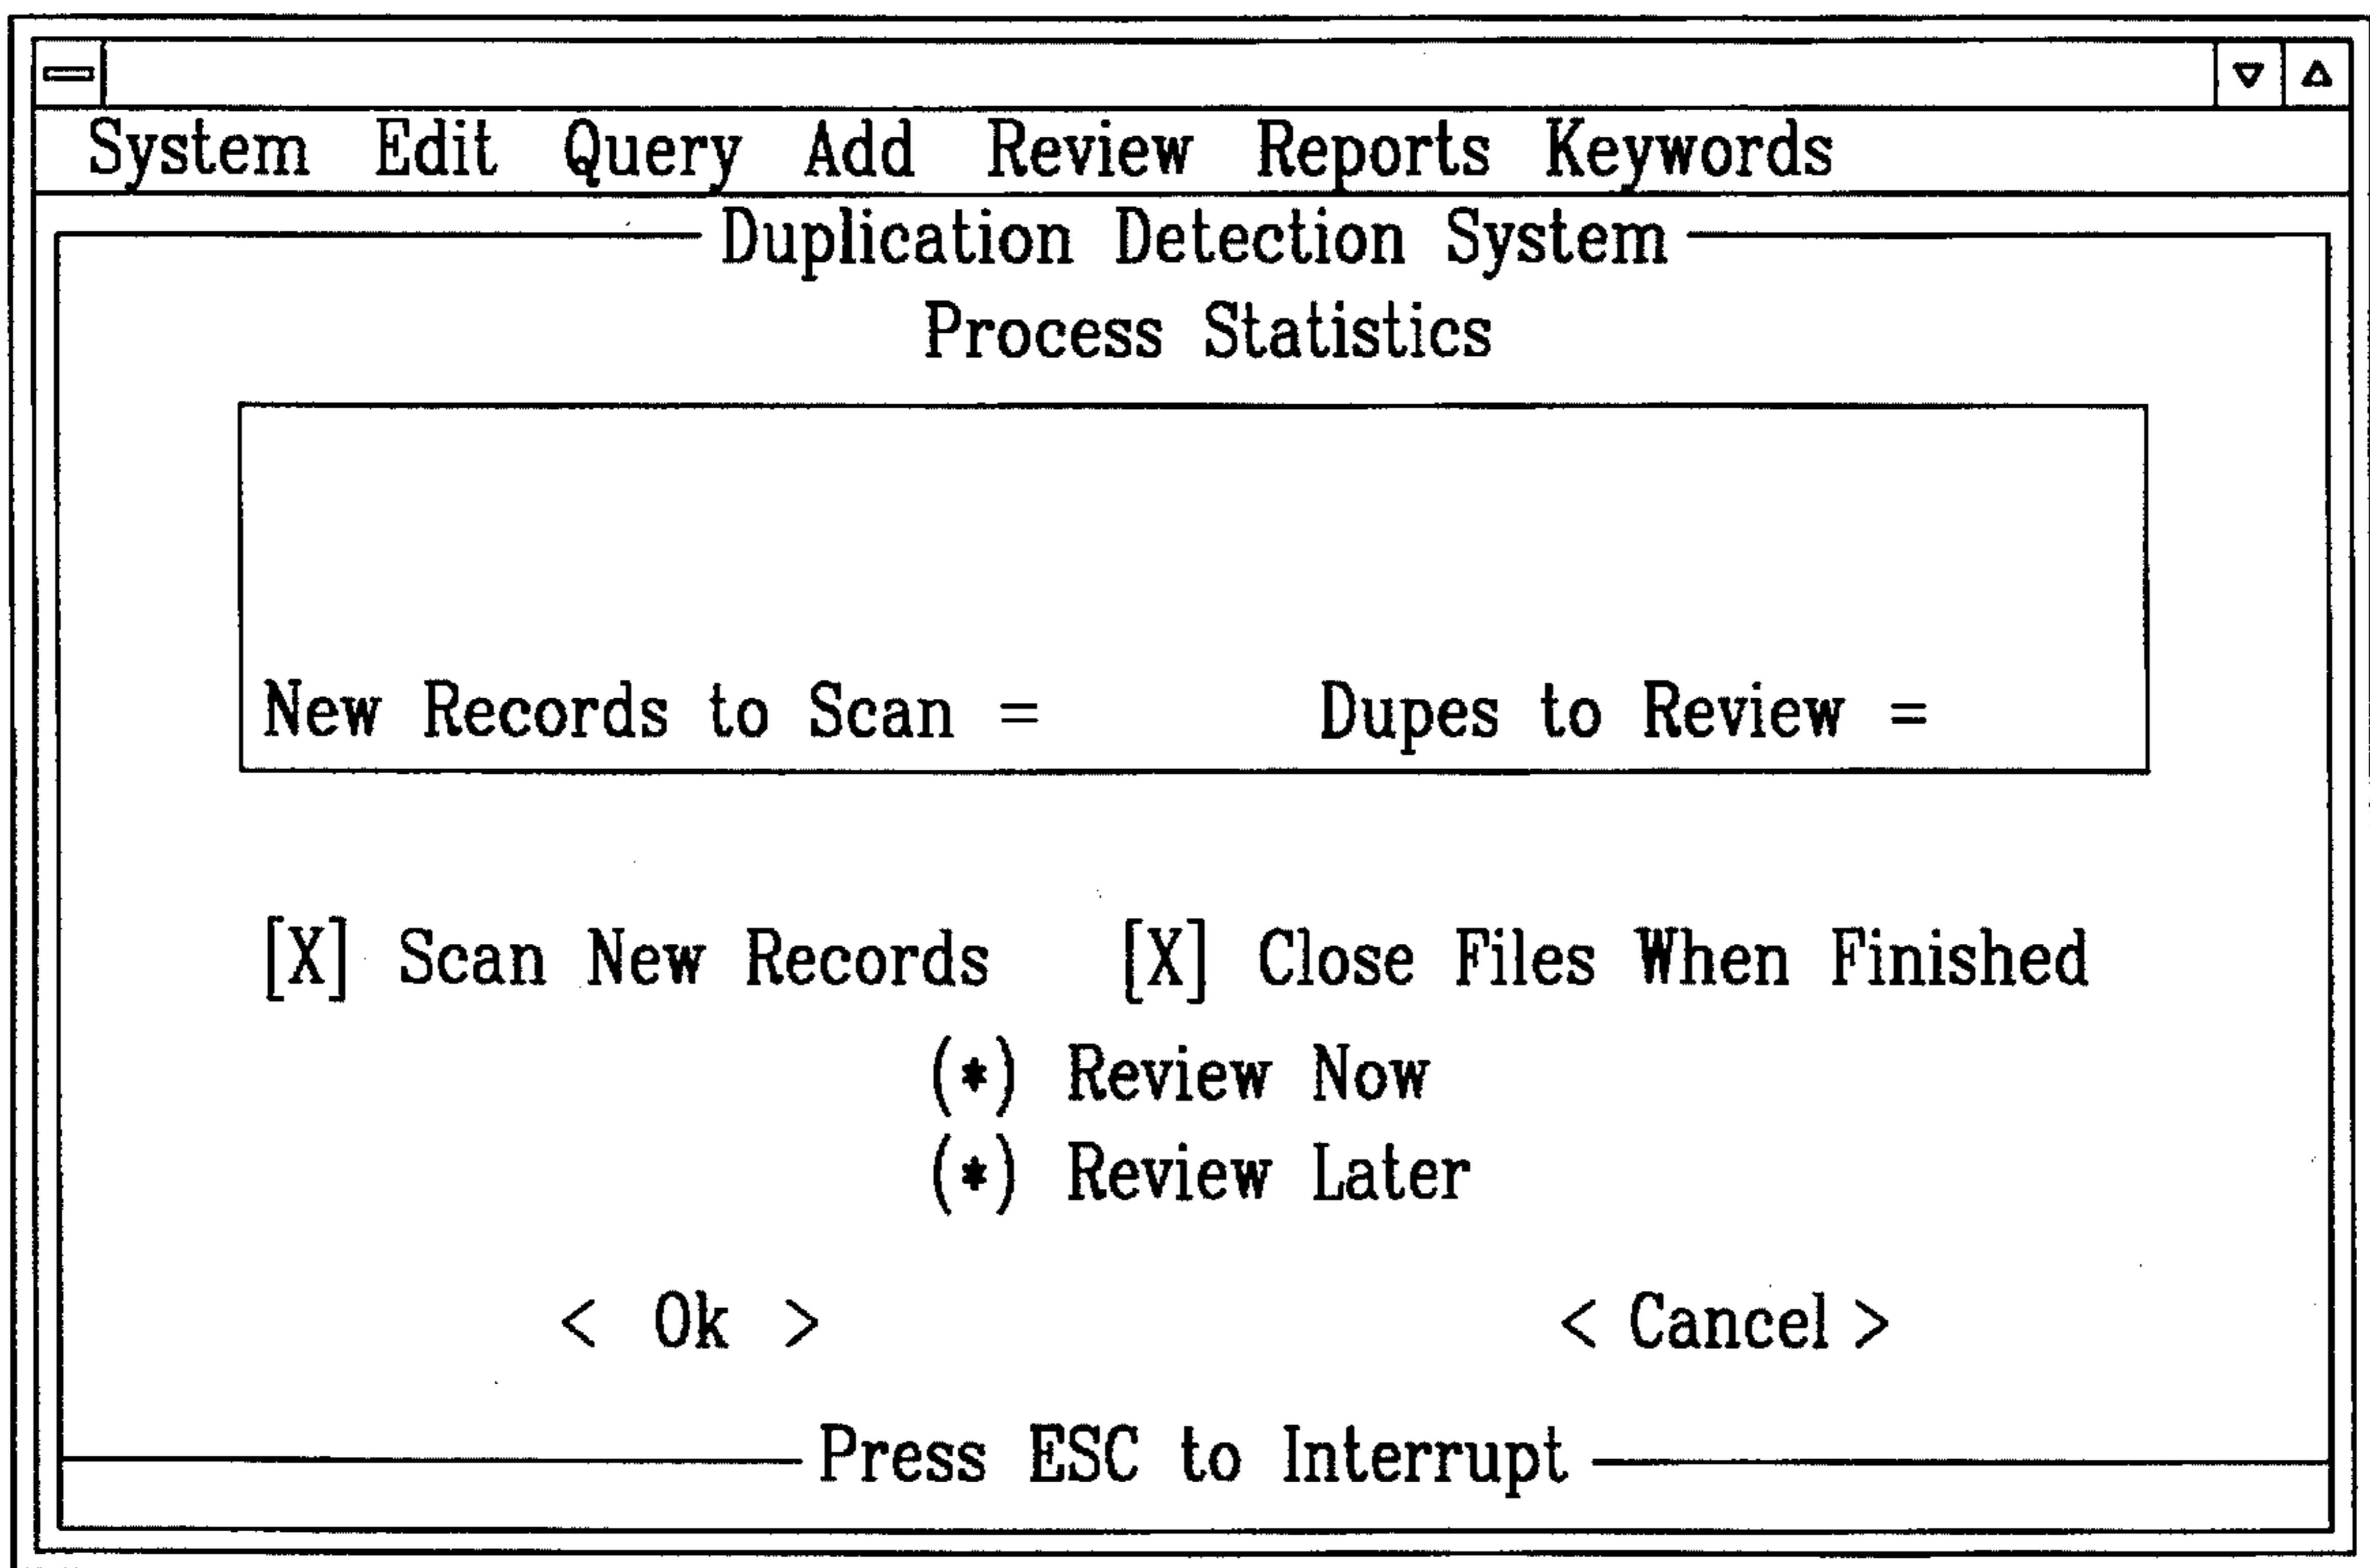 System Edit Query Add Review Reports Keywords
Duplication Detection System
Process Statistics
New Records to Scan = Dupes to Review =
[X] Scan New Records [X] Close Files When Finished
(*) Review Now
(*) Review Later
< Ok > < Cancel >
Press ESC to Interrupt